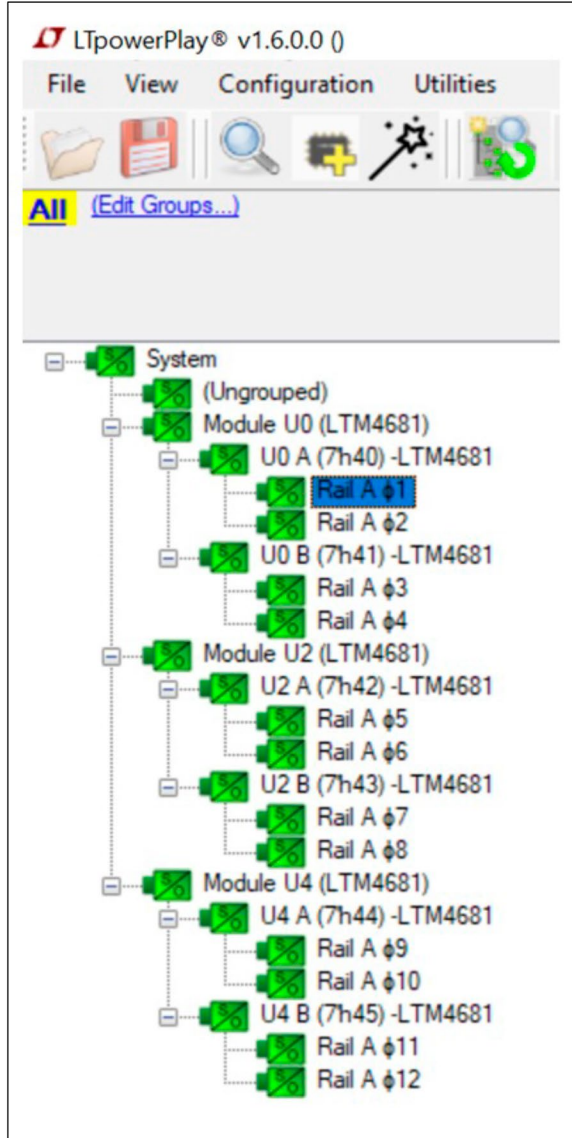 LTpowerPlay® v1.6.0.0 ()
File View Configuration Utilities
All (Edit Groups...)
System
(Ungrouped)
Module U0 (LTM4681)
U0 A (7h40) -LTM4681
Rail A ϕ1
Rail A ϕ2
U0 B (7h41) -LTM4681
Rail A ϕ3
Rail A ϕ4
Module U2 (LTM4681)
U2 A (7h42) -LTM4681
Rail A ϕ5
Rail A ϕ6
U2 B (7h43) -LTM4681
Rail A ϕ7
Rail A ϕ8
Module U4 (LTM4681)
U4 A (7h44) -LTM4681
Rail A ϕ9
Rail A ϕ10
U4 B (7h45) -LTM4681
Rail A ϕ11
Rail A ϕ12